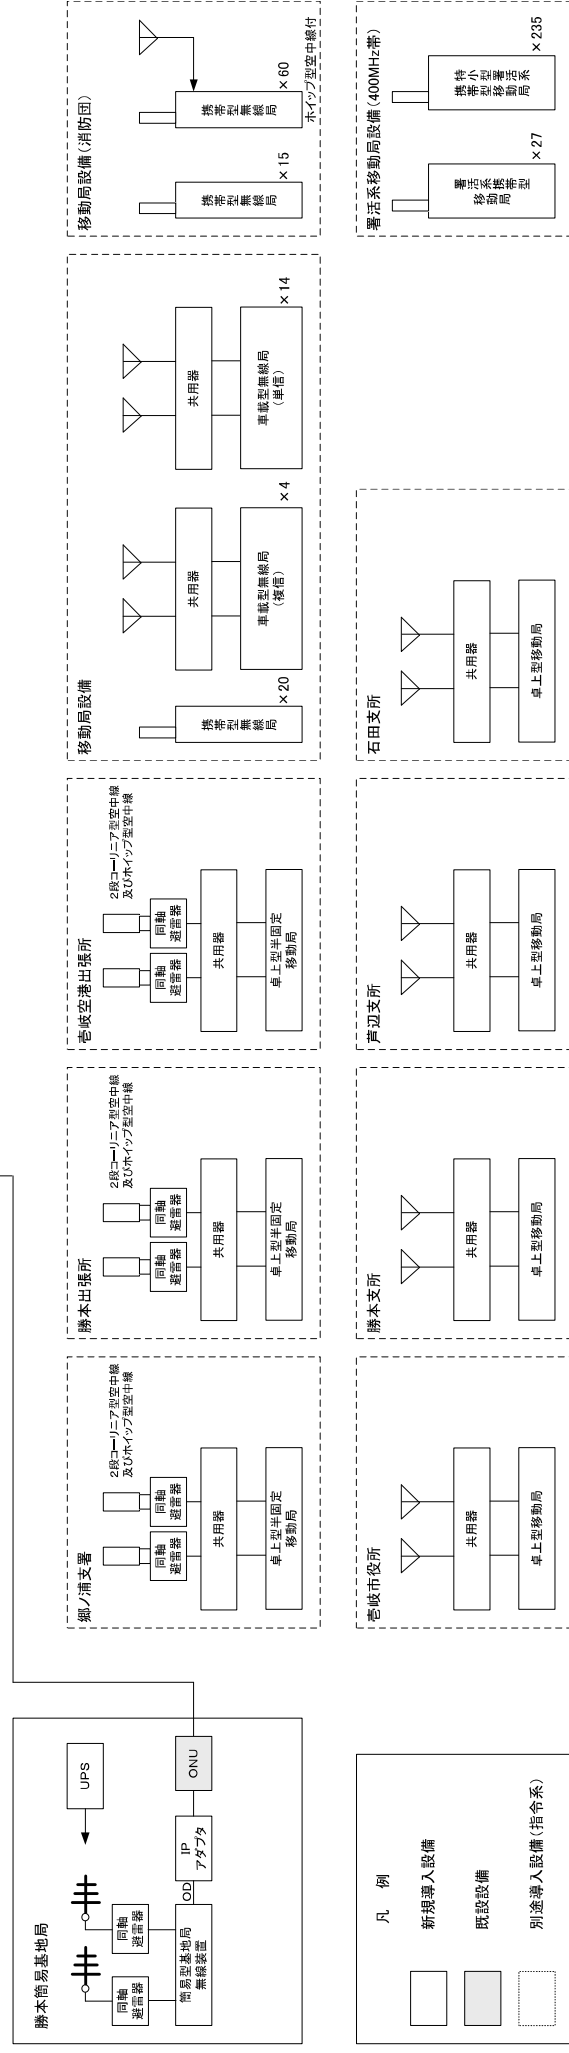 勝本簡易基地局
UPS
同軸
避雷器
同軸
避雷器
簡易型基地局
無線装置
OD
IP
アダプタ
ONU
郷ノ浦支署
2段コーリニア型空中線
及びホイップ型空中線
同軸
避雷器
同軸
避雷器
共用器
卓上型半固定
移動局
勝本出張所
2段コーリニア型空中線
及びホイップ型空中線
同軸
避雷器
同軸
避雷器
共用器
卓上型半固定
移動局
壱岐空港出張所
2段コーリニア型空中線
及びホイップ型空中線
同軸
避雷器
同軸
避雷器
共用器
卓上型半固定
移動局
移動局設備
携帯型無線
局
×20
共用器
車載型無線局
(複信)
×4
共用器
車載型無線局
(単信)
×14
移動局設備(消防団)
携帯型無線
局
×15
携帯型無線
局
×60
ホイップ型空中線付
凡 例
新規導入設備
既設設備
別途導入設備(指令系)
壱岐市役所
共用器
卓上型移動局
勝本支所
共用器
卓上型移動局
芦辺支所
共用器
卓上型移動局
石田支所
共用器
卓上型移動局
署活系移動局設備(400MHz帯)
署活系携帯型
移動局
×27
特小型署活系
携帯型移動局
×235